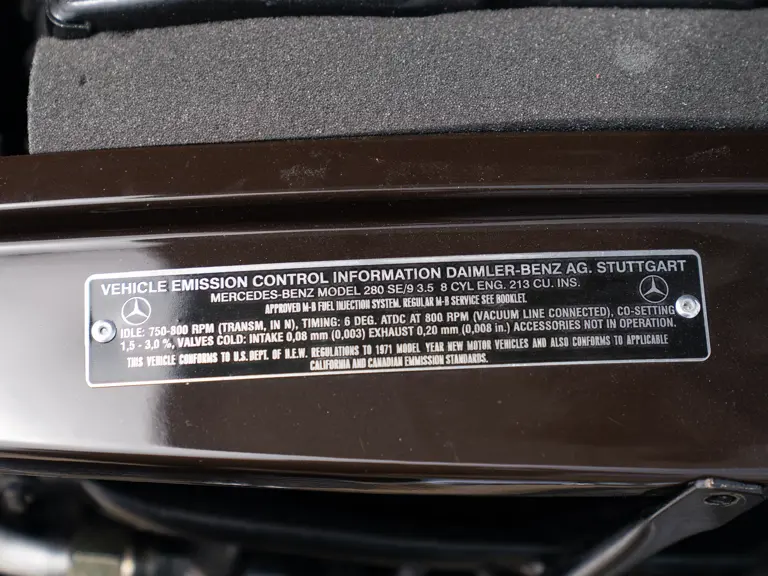 VEHICLE EMISSION CONTROL INFORMATION DAIMLER-BENZ AG. STUTTGART
MERCEDES-BENZ MODEL 280 SE/9 3.5 8 CYL ENG. 213 CU. INS.
APPROVED M-B FUEL INJECTION SYSTEM. REGULAR M-B SERVICE SEE BOOKLET.
IDLE: 750-800 RPM (TRANSM, IN N), TIMING: 6 DEG. ATDC AT 800 RPM (VACUUM LINE CONNECTED), CO-SETTING
1,5 - 3,0 %, VALVES COLD: INTAKE 0,08 mm (0,003) EXHAUST 0,20 mm (0,008 in.) ACCESSORIES NOT IN OPERATION.
THIS VEHICLE CONFORMS TO U.S. DEPT. OF H.E.W. REGULATIONS TO 1971 MODEL YEAR NEW MOTOR VEHICLES AND ALSO CONFORMS TO APPLICABLE
CALIFORNIA AND CANADIAN EMMISSION STANDARDS.